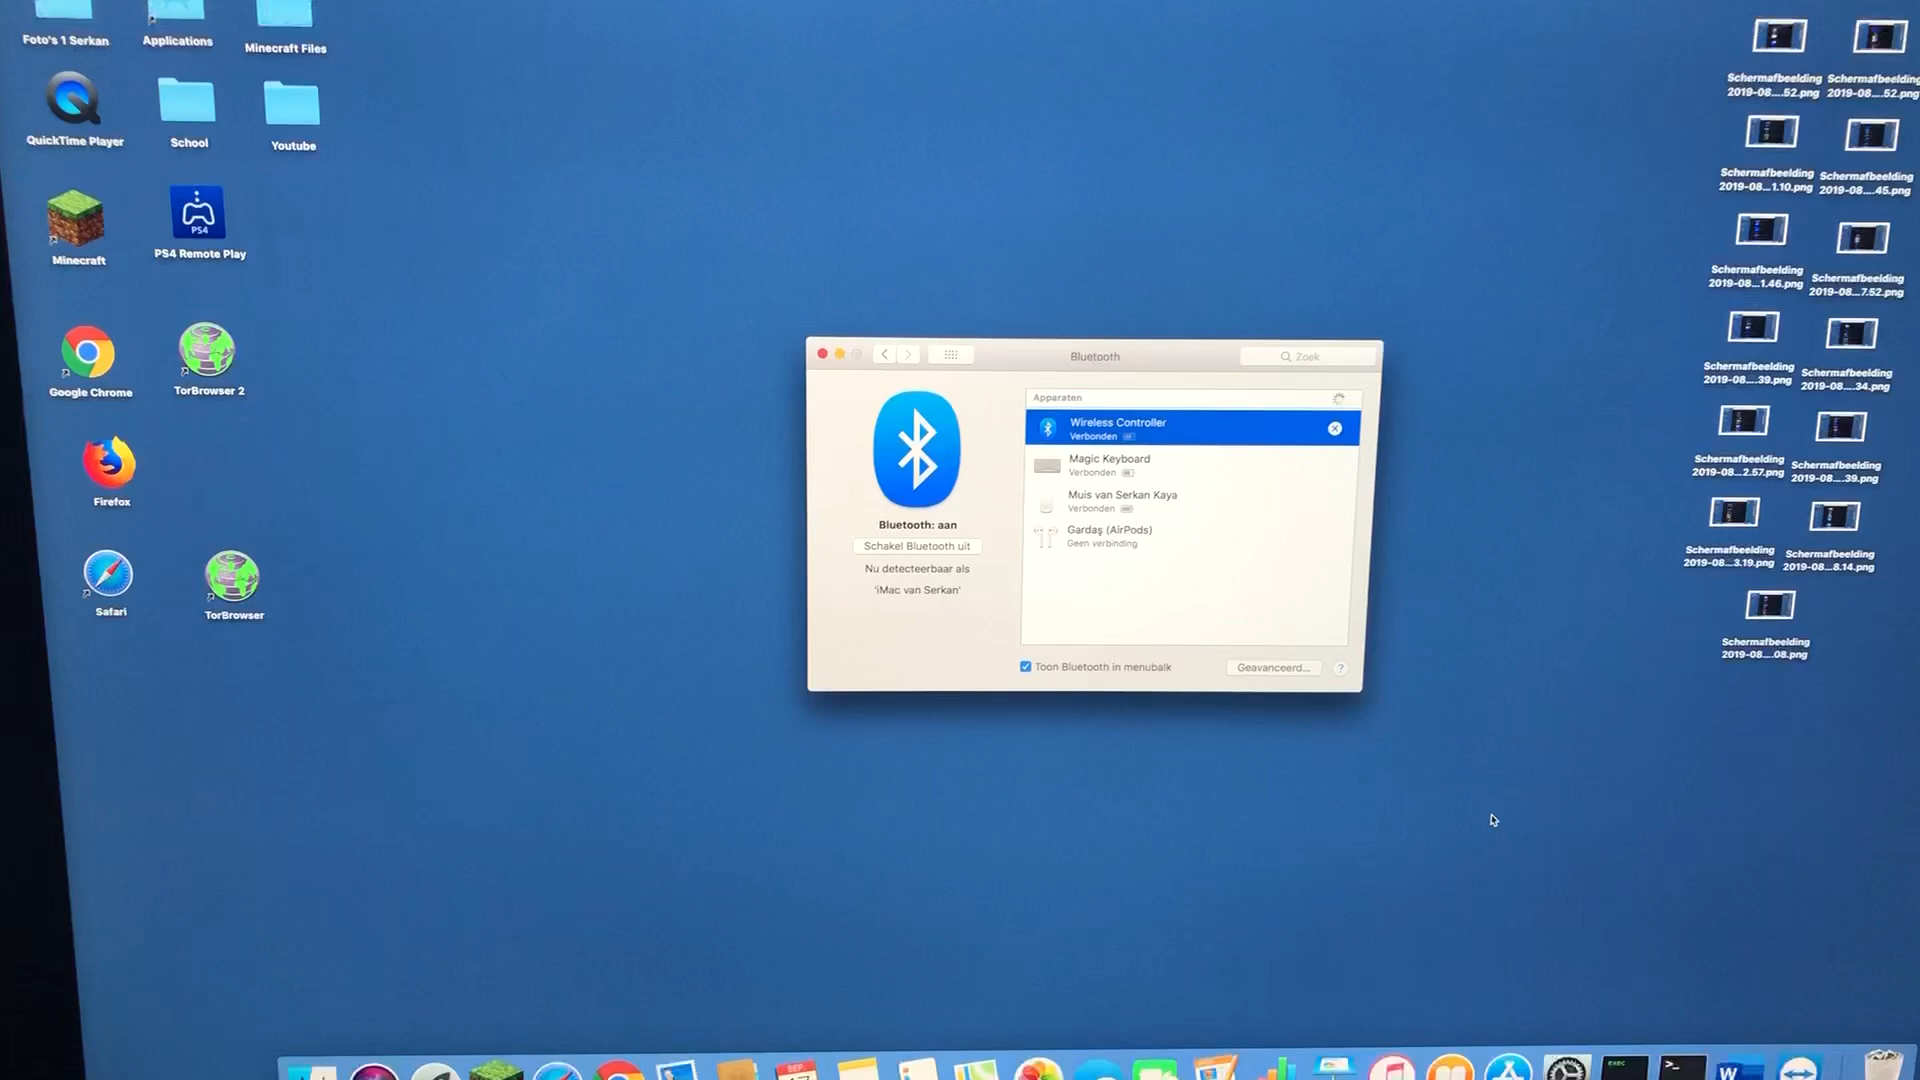 Foto's 1 Serkan
Applications
Minecraft Files
QuickTime Player
School
Youtube
Minecraft
PS4
PS4 Remote Play
Google Chrome
TorBrowser 2
Firefox
Safari
TorBrowser
Bluetooth
Zoek
Bluetooth: aan
Schakel Bluetooth uit
Nu detecteerbaar als
'iMac van Serkan'
Apparaten
Wireless Controller
Verbonden
Magic Keyboard
Verbonden
Muis van Serkan Kaya
Verbonden
Gardaş (AirPods)
Geen verbinding
Toon Bluetooth in menubalk
Geavanceerd...
?
Schermafbeelding
2019-08....52.png
Schermafbeelding
2019-08....52.png
Schermafbeelding
2019-08...1.10.png
Schermafbeelding
2019-08....45.png
Schermafbeelding
2019-08...1.46.png
Schermafbeelding
2019-08...7.52.png
Schermafbeelding
2019-08....39.png
Schermafbeelding
2019-08....34.png
Schermafbeelding
2019-08...2.57.png
Schermafbeelding
2019-08....39.png
Schermafbeelding
2019-08...3.19.png
Schermafbeelding
2019-08...8.14.png
Schermafbeelding
2019-08....08.png
SEP.
17
exec
>_
W